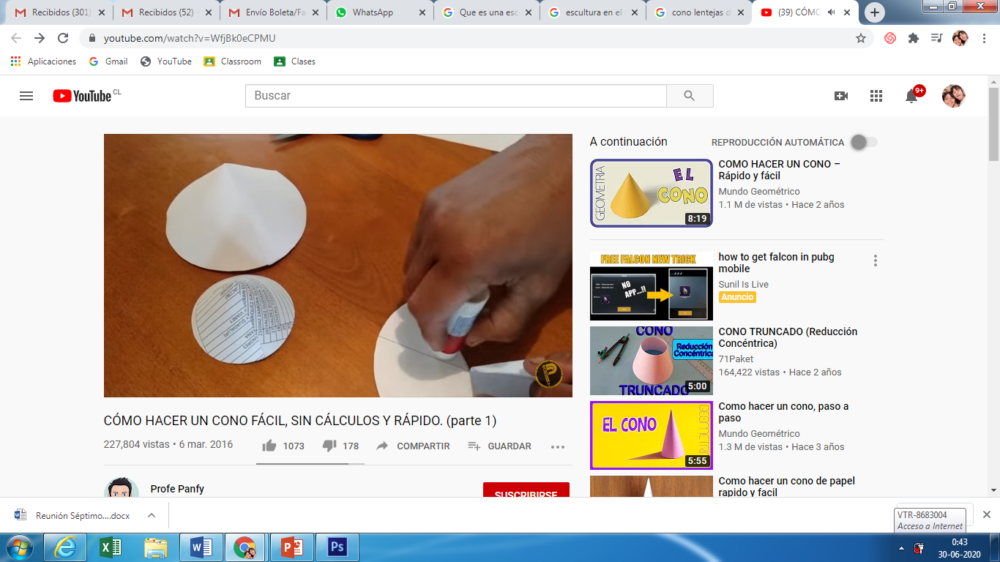 Recibidos (301)
Recibidos (52) -
Envío Boleta/Fa
WhatsApp
Que es una esc
escultura en el
cono lentejas d
(39) CÓMO
youtube.com/watch?v=WfjBk0eCPMU
Aplicaciones
Gmail
YouTube
Classroom
Clases
YouTube CL
Buscar
9+
A continuación
REPRODUCCIÓN AUTOMÁTICA
GEOMETRIA
EL
CONO
8:19
COMO HACER UN CONO –
Rápido y fácil
Mundo Geométrico
1.1 M de vistas • Hace 2 años
FREE FALCON NEW TRICK
NO
APP...!!
how to get falcon in pubg
mobile
Sunil Is Live
Anuncio
CONO
Reducción
Concéntrica
TRUNCADO
5:00
CONO TRUNCADO (Reducción
Concéntrica)
71Paket
164,422 vistas • Hace 2 años
EL CONO
GEOMETRI
5:55
Como hacer un cono, paso a
paso
Mundo Geométrico
1.3 M de vistas • Hace 3 años
Como hacer un cono de papel
rapido y facil
P
CÓMO HACER UN CONO FÁCIL, SIN CÁLCULOS Y RÁPIDO. (parte 1)
227,804 vistas • 6 mar. 2016
1073
178
COMPARTIR
GUARDAR
Profe Panfy
SUSCRIBIRSE
Reunión Séptimo....docx
VTR-8683004
Acceso a Internet
Ps
0:43
30-06-2020